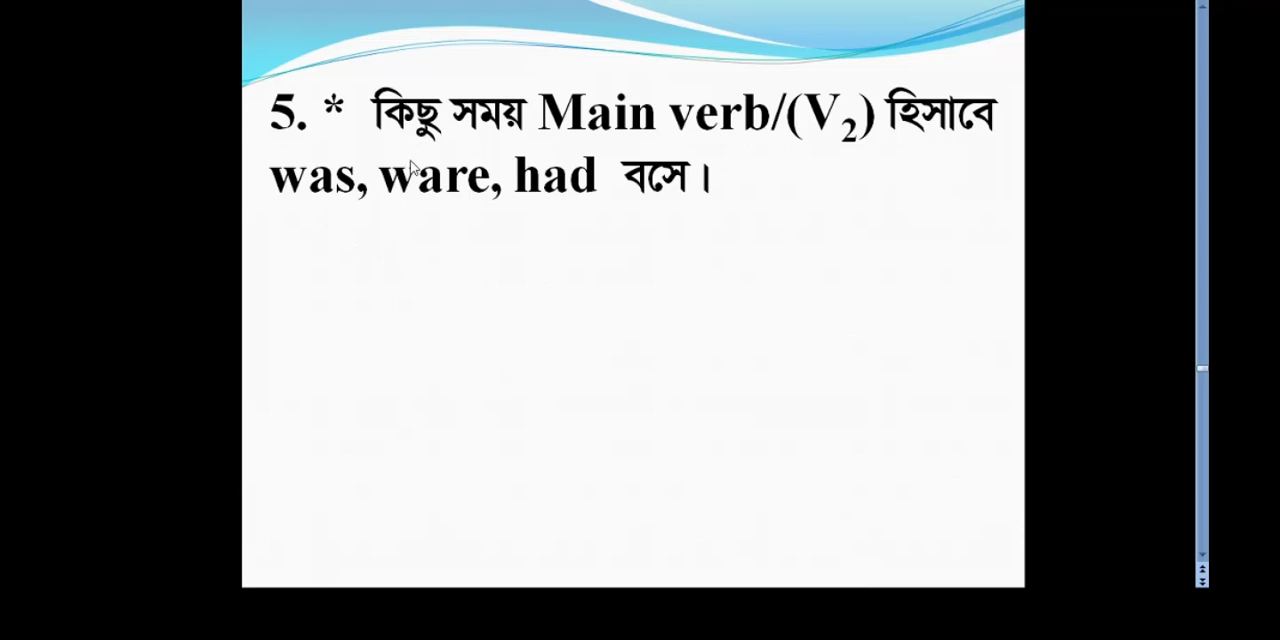 5. * কিছু সময় Main verb/(V₂) হিসাবে
was, ware, had বসে।